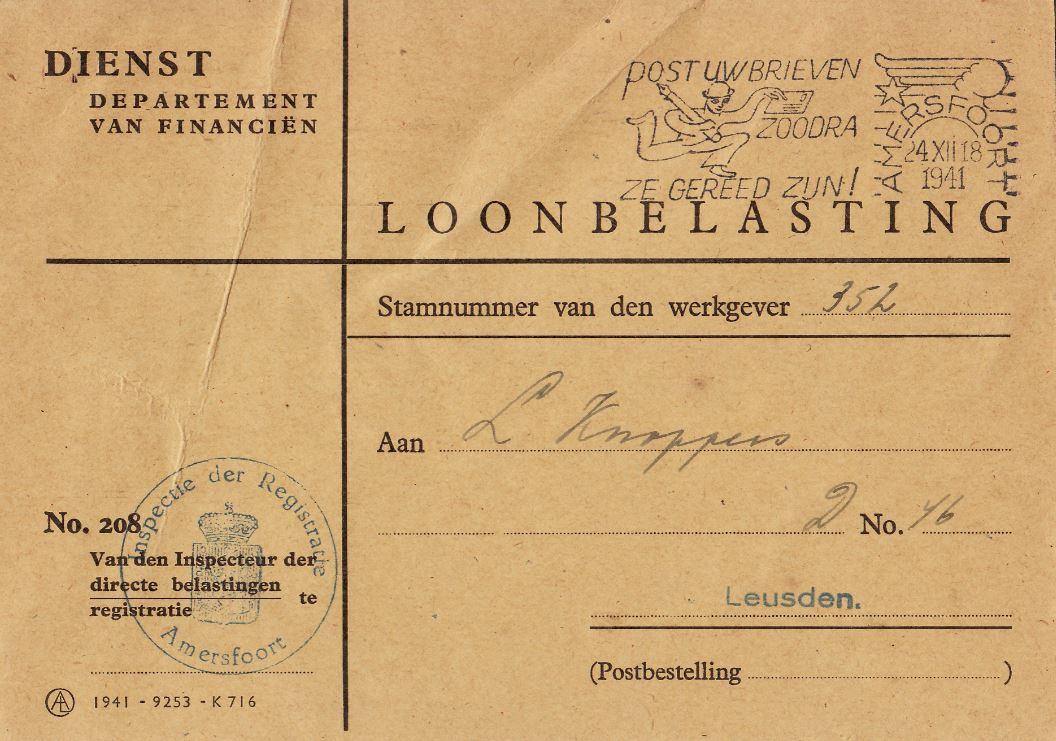 DIENST
DEPARTEMENT
VAN FINANCIËN
POST UW BRIEVEN
ZOODRA
ZE GEREED ZIJN!
AMERSFOORT
24 XII 18
1941
LOONBELASTING
Stamnummer van den werkgever 352
Aan L Knoppers
D No. 46
Leusden.
(Postbestelling )
No. 208
Van den Inspecteur der
directe belastingen
registratie te
Inspectie der Registratie
Amersfoort
1941 - 9253 - K 716